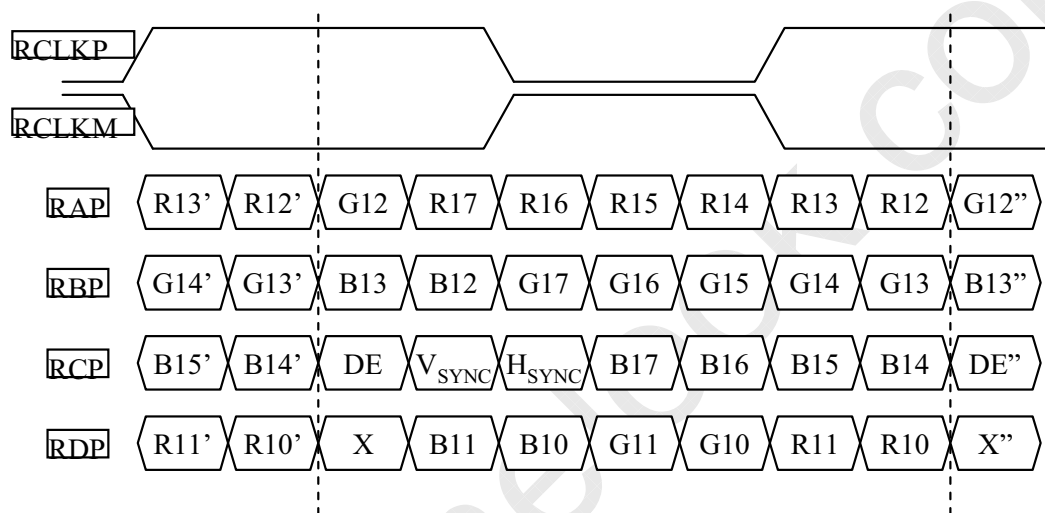 RCLKP
RCLKM
RAP R13’ R12’ G12 R17 R16 R15 R14 R13 R12 G12”
RBP G14’ G13’ B13 B12 G17 G16 G15 G14 G13 B13”
RCP B15’ B14’ DE VSYNC HSYNC B17 B16 B15 B14 DE”
RDP R11’ R10’ X B11 B10 G11 G10 R11 R10 X”